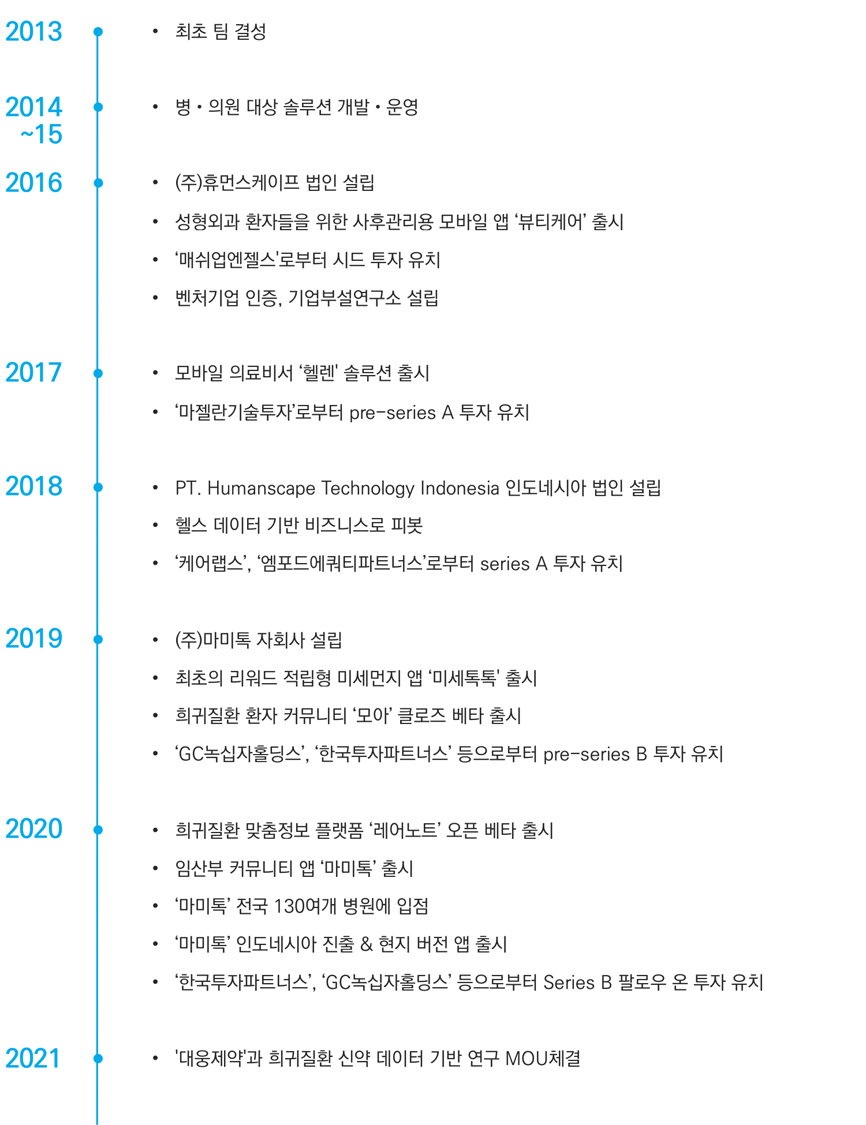 2013
• 최초 팀 결성
2014
~15
• 병・의원 대상 솔루션 개발・운영
2016
• (주)휴먼스케이프 법인 설립
• 성형외과 환자들을 위한 사후관리용 모바일 앱 ‘뷰티케어’ 출시
• ‘매쉬업엔젤스'로부터 시드 투자 유치
• 벤처기업 인증, 기업부설연구소 설립
2017
• 모바일 의료비서 ‘헬렌' 솔루션 출시
• ‘마젤란기술투자’로부터 pre-series A 투자 유치
2018
• PT. Humanscape Technology Indonesia 인도네시아 법인 설립
• 헬스 데이터 기반 비즈니스로 피봇
• ‘케어랩스’, ‘엠포드에쿼티파트너스’로부터 series A 투자 유치
2019
• (주)마미톡 자회사 설립
• 최초의 리워드 적립형 미세먼지 앱 ‘미세톡톡' 출시
• 희귀질환 환자 커뮤니티 ‘모아’ 클로즈 베타 출시
• ‘GC녹십자홀딩스’, ‘한국투자파트너스’ 등으로부터 pre-series B 투자 유치
2020
• 희귀질환 맞춤정보 플랫폼 ‘레어노트’ 오픈 베타 출시
• 임산부 커뮤니티 앱 ‘마미톡’ 출시
• ‘마미톡’ 전국 130여개 병원에 입점
• ‘마미톡’ 인도네시아 진출 & 현지 버전 앱 출시
• ‘한국투자파트너스’, ‘GC녹십자홀딩스’ 등으로부터 Series B 팔로우 온 투자 유치
2021
• '대웅제약'과 희귀질환 신약 데이터 기반 연구 MOU체결